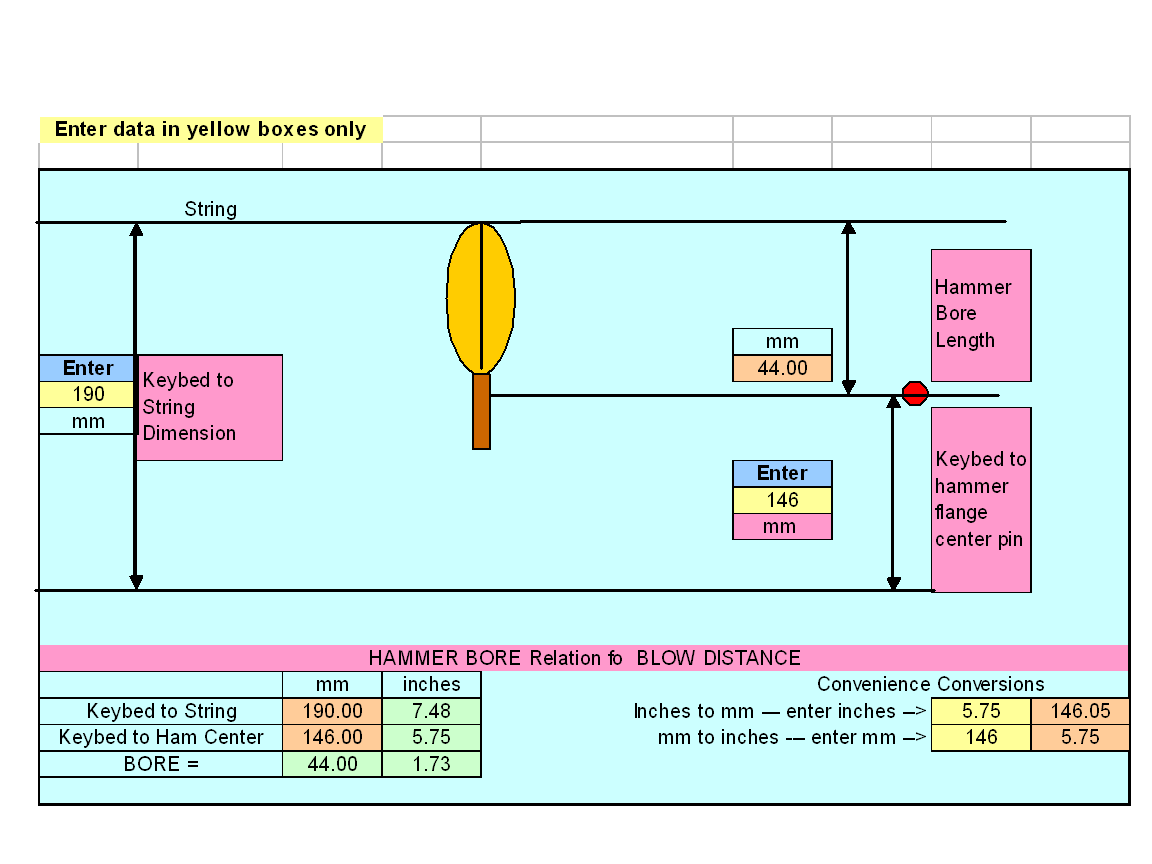 Enter data in yellow boxes only
String
Hammer
Bore
Length
mm
44.00
Enter
190
mm
Keybed to
String
Dimension
Enter
146
mm
Keybed to
hammer
flange
center pin
HAMMER BORE Relation fo BLOW DISTANCE
mm inches Convenience Conversions
Keybed to String 190.00 7.48 Inches to mm --- enter inches --> 5.75 146.05
Keybed to Ham Center 146.00 5.75 mm to inches --- enter mm --> 146 5.75
BORE = 44.00 1.73